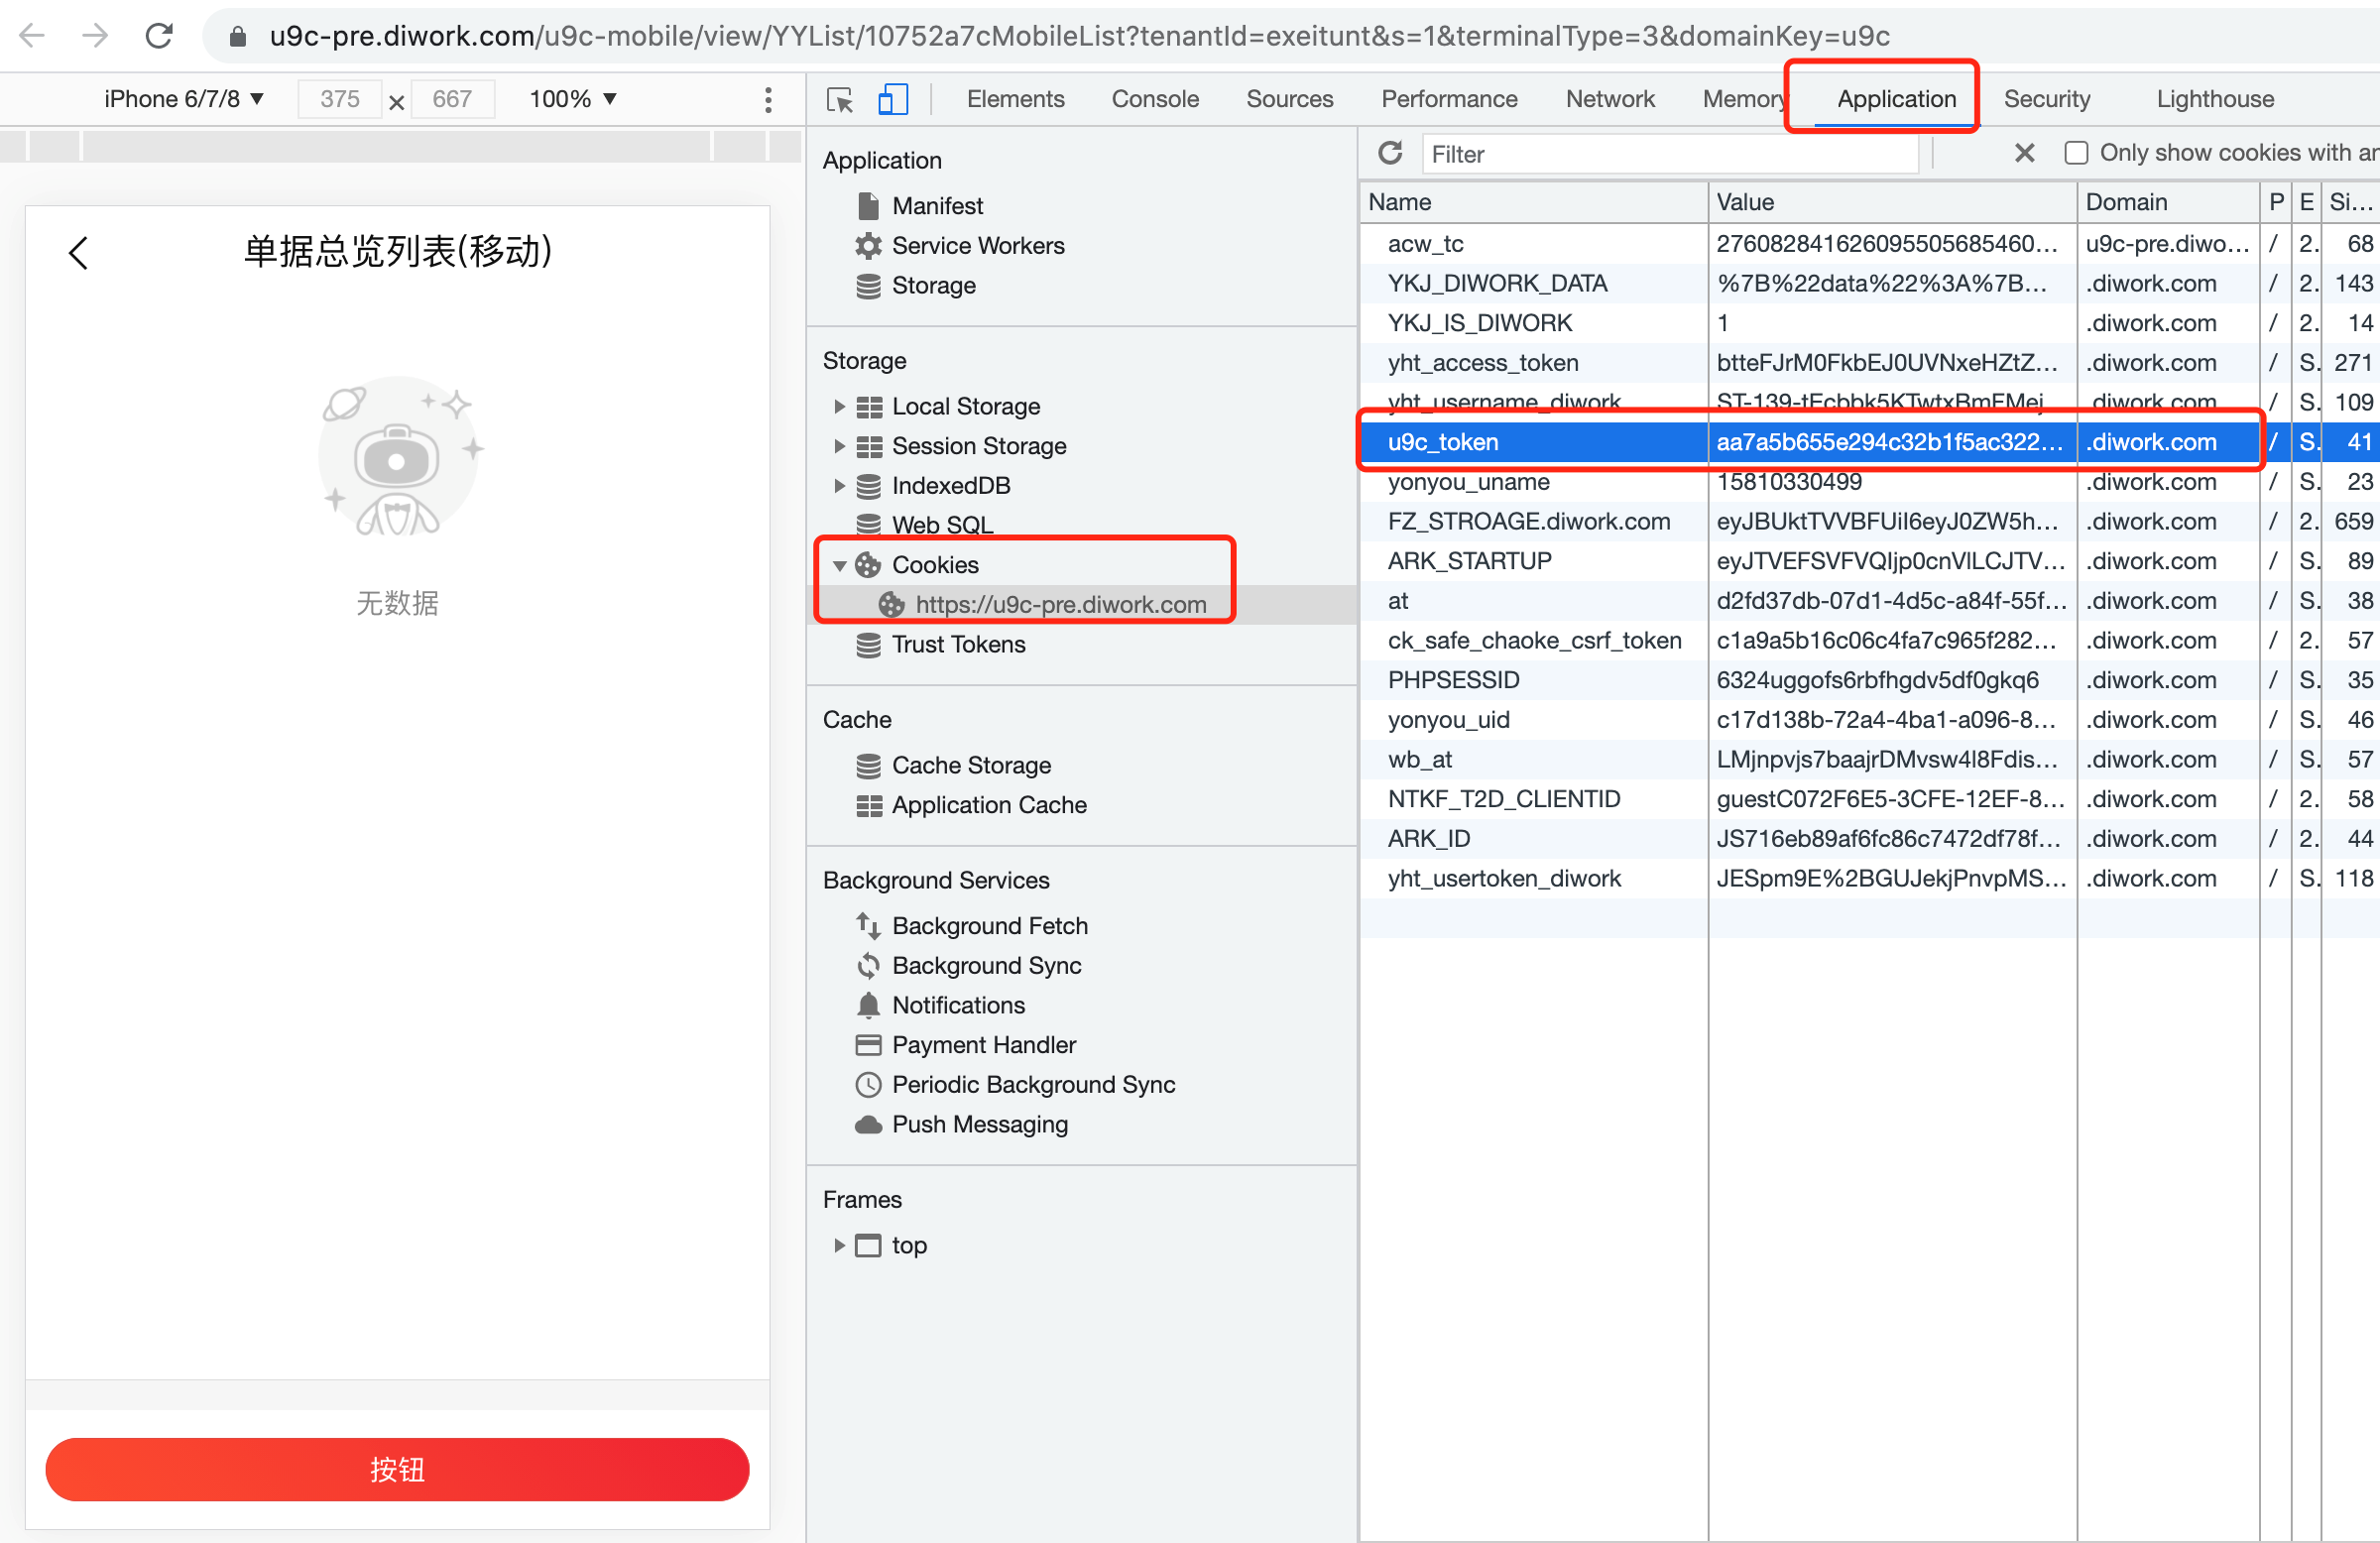 u9c-pre.diwork.com/u9c-mobile/view/YYList/10752a7cMobileList?tenantId=exeitunt&s=1&terminalType=3&domainKey=u9c
iPhone 6/7/8 375 × 667 100%
Elements Console Sources Performance Network Memory Application Security Lighthouse
单据总览列表(移动)
无数据
按钮
Application
Manifest
Service Workers
Storage
Storage
Local Storage
Session Storage
IndexedDB
Web SQL
Cookies
https://u9c-pre.diwork.com
Trust Tokens
Cache
Cache Storage
Application Cache
Background Services
Background Fetch
Background Sync
Notifications
Payment Handler
Periodic Background Sync
Push Messaging
Frames
top
Filter Only show cookies with an
Name Value Domain P E Si...
acw_tc 276082841626095505685460... u9c-pre.diwo... / 2. 68
YKJ_DIWORK_DATA %7B%22data%22%3A%7B... .diwork.com / 2. 143
YKJ_IS_DIWORK 1 .diwork.com / 2. 14
yht_access_token btteFJrM0FkbEJ0UVNxeHZtZ... .diwork.com / S. 271
yht_username_diwork ST-139-tEcbbk5KTwtxBmFMej .diwork.com / S. 109
u9c_token aa7a5b655e294c32b1f5ac322... .diwork.com / S. 41
yonyou_uname 15810330499 .diwork.com / S. 23
FZ_STROAGE.diwork.com eyJBUktTVVBFUiI6eyJ0ZW5h... .diwork.com / 2. 659
ARK_STARTUP eyJTVEFSVFVQIjp0cnVlLCJTV... .diwork.com / S. 89
at d2fd37db-07d1-4d5c-a84f-55f... .diwork.com / S. 38
ck_safe_chaoke_csrf_token c1a9a5b16c06c4fa7c965f282... .diwork.com / 2. 57
PHPSESSID 6324uggofs6rbfhgdv5df0gkq6 .diwork.com / S. 35
yonyou_uid c17d138b-72a4-4ba1-a096-8... .diwork.com / S. 46
wb_at LMjnpvjs7baajrDMvsw4l8Fdis... .diwork.com / S. 57
NTKF_T2D_CLIENTID guestC072F6E5-3CFE-12EF-8... .diwork.com / 2. 58
ARK_ID JS716eb89af6fc86c7472df78f... .diwork.com / 2. 44
yht_usertoken_diwork JESpm9E%2BGUJekjPnvpMS... .diwork.com / S. 118